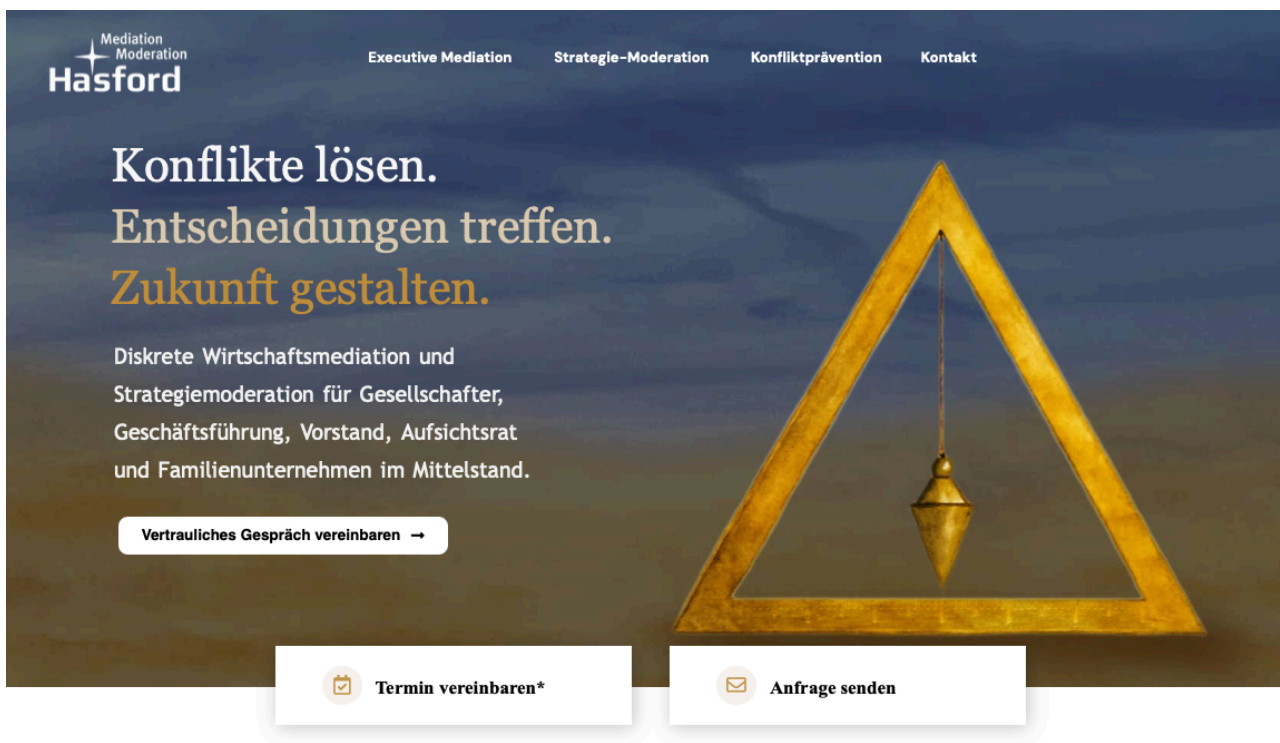 Mediation
Moderation
Hasford
Executive Mediation
Strategie-Moderation
Konfliktprävention
Kontakt
Konflikte lösen.
Entscheidungen treffen.
Zukunft gestalten.
Diskrete Wirtschaftsmediation und
Strategiemoderation für Gesellschafter,
Geschäftsführung, Vorstand, Aufsichtsrat
und Familienunternehmen im Mittelstand.
Vertrauliches Gespräch vereinbaren →
Termin vereinbaren*
Anfrage senden